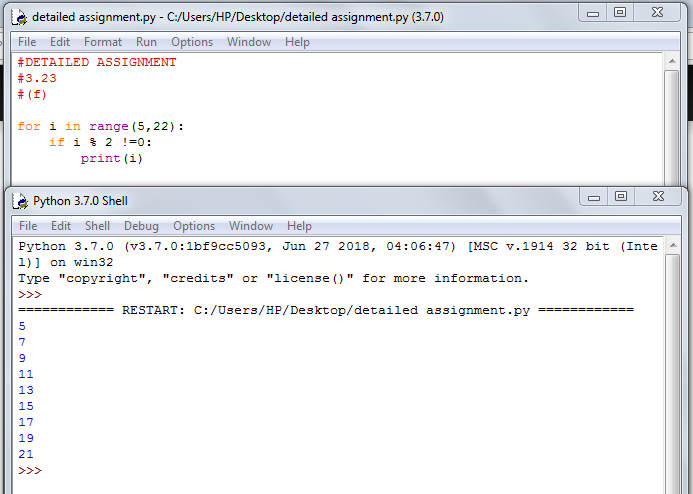 detailed assignment.py - C:/Users/HP/Desktop/detailed assignment.py (3.7.0)
File Edit Format Run Options Window Help
#DETAILED ASSIGNMENT
#3.23
#(f)
for i in range(5,22):
    if i % 2 !=0:
        print(i)
Python 3.7.0 Shell
File Edit Shell Debug Options Window Help
Python 3.7.0 (v3.7.0:1bf9cc5093, Jun 27 2018, 04:06:47) [MSC v.1914 32 bit (Inte
l)] on win32
Type "copyright", "credits" or "license()" for more information.
>>>
============ RESTART: C:/Users/HP/Desktop/detailed assignment.py ============
5
7
9
11
13
15
17
19
21
>>>